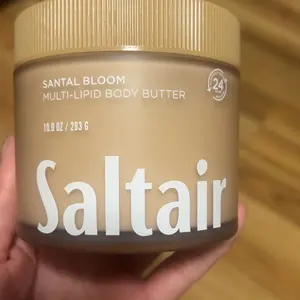 SANTAL BLOOM
MULTI-LIPID BODY BUTTER
24
10.0 OZ / 283 G
Saltair